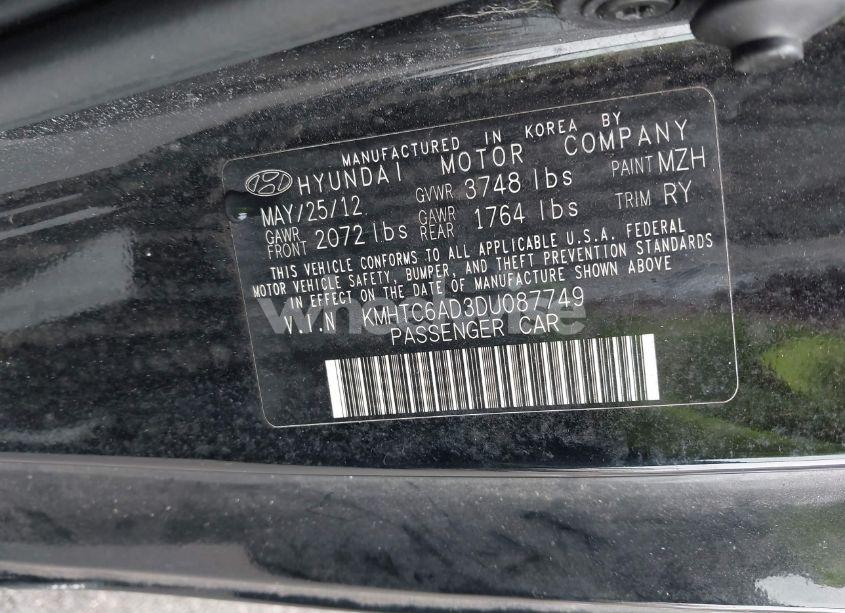 MANUFACTURED IN KOREA BY
HYUNDAI MOTOR COMPANY
MAY/25/12 GVWR 3748 lbs PAINT MZH
GAWR FRONT 2072 lbs GAWR REAR 1764 lbs TRIM RY
THIS VEHICLE CONFORMS TO ALL APPLICABLE U.S.A. FEDERAL
MOTOR VEHICLE SAFETY, BUMPER, AND THEFT PREVENTION STANDARDS
IN EFFECT ON THE DATE OF MANUFACTURE SHOWN ABOVE
V.I.N KMHTC6AD3DU087749
PASSENGER CAR